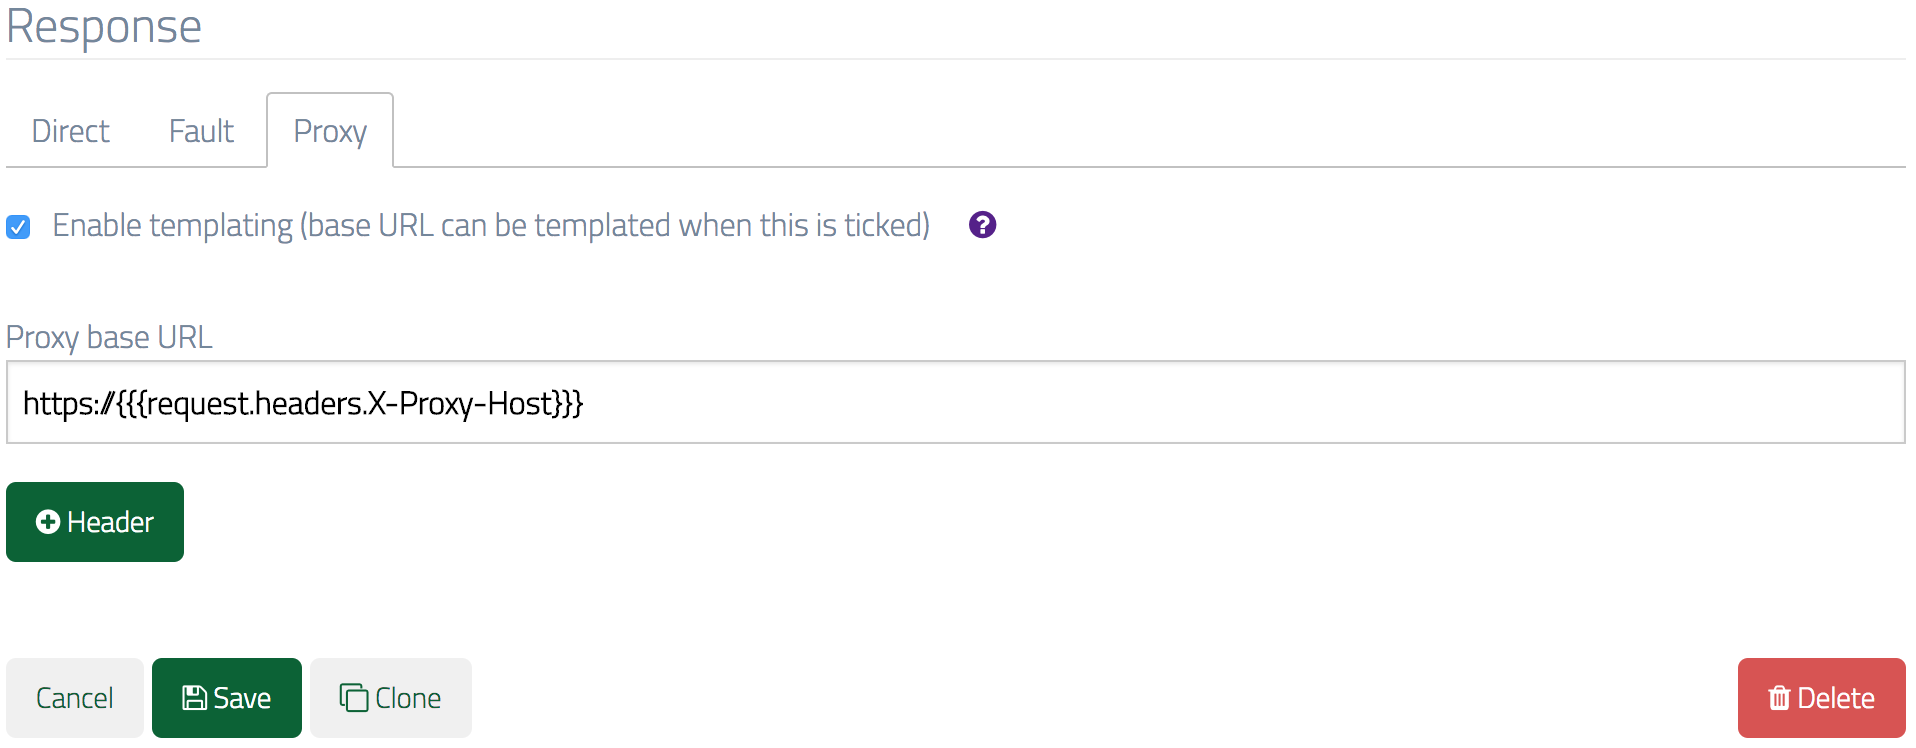 Response
Direct Fault Proxy
Enable templating (base URL can be templated when this is ticked) ?
Proxy base URL
https://{{{request.headers.X-Proxy-Host}}}
Header
Cancel Save Clone Delete